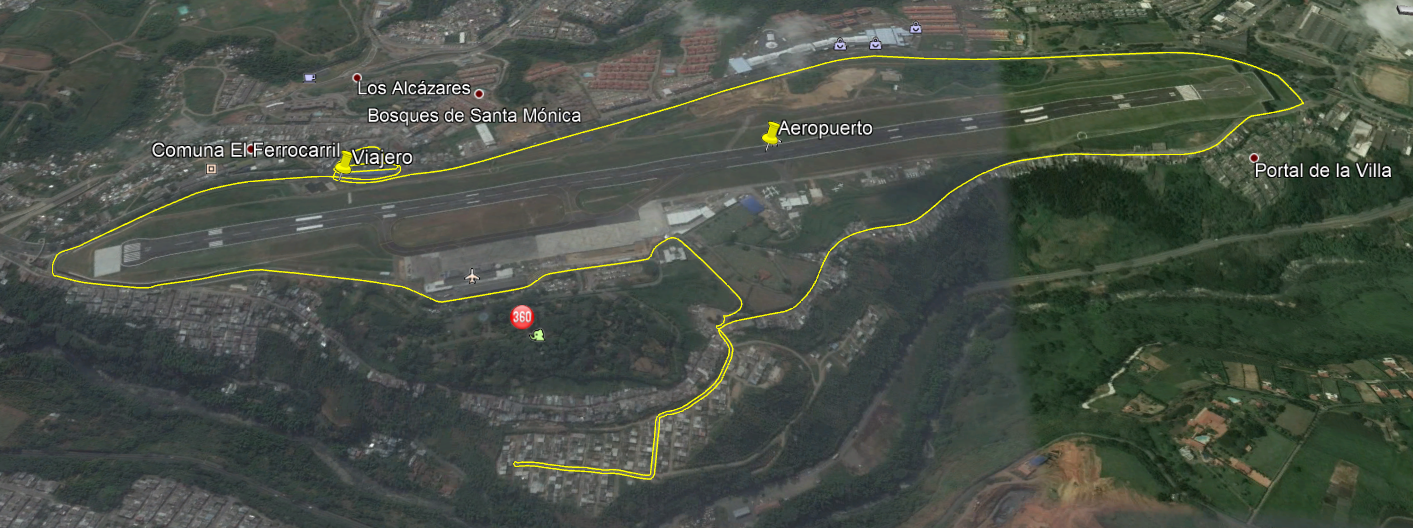 Los Alcázares
Bosques de Santa Mónica
Aeropuerto
Comuna El Ferrocarril
Viajero
Portal de la Villa
360